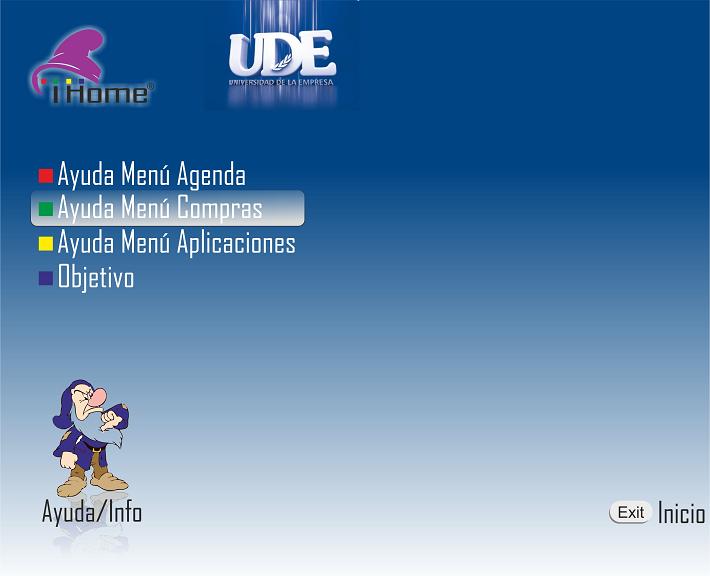 iHome®
UDE
UNIVERSIDAD DE LA EMPRESA
Ayuda Menú Agenda
Ayuda Menú Compras
Ayuda Menú Aplicaciones
Objetivo
Ayuda/Info
Exit Inicio